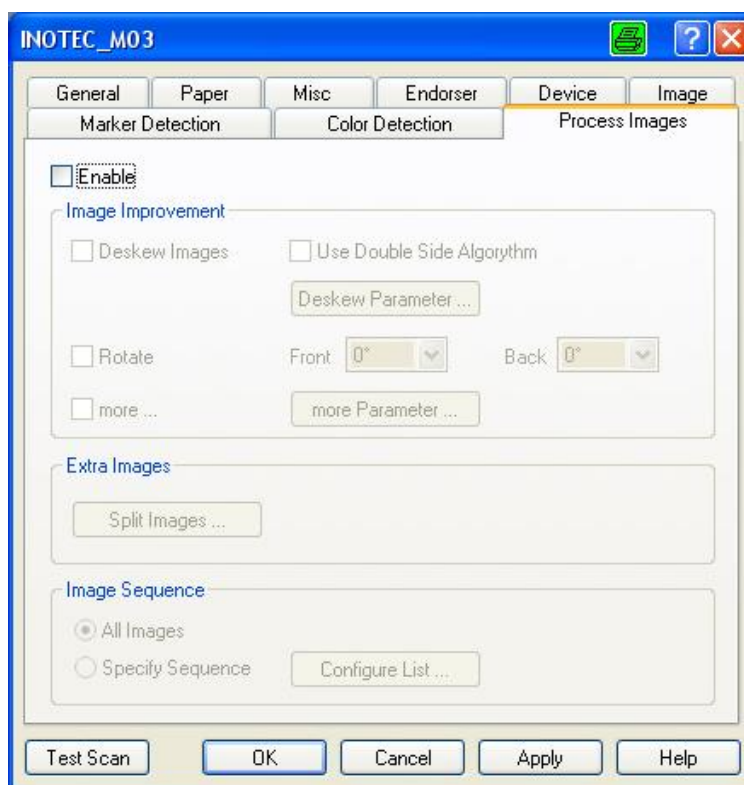 INOTEC_M03
General Paper Misc Endorser Device Image
Marker Detection Color Detection Process Images
Enable
Image Improvement
Deskew Images Use Double Side Algorythm
Deskew Parameter ...
Rotate Front 0° Back 0°
more ... more Parameter ...
Extra Images
Split Images ...
Image Sequence
All Images
Specify Sequence Configure List ...
Test Scan OK Cancel Apply Help